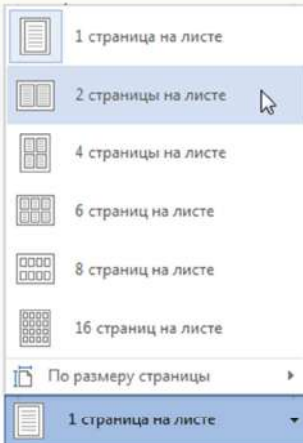 1 страница на листе
2 страницы на листе
4 страницы на листе
6 страниц на листе
8 страниц на листе
16 страниц на листе
По размеру страницы
1 страница на листе